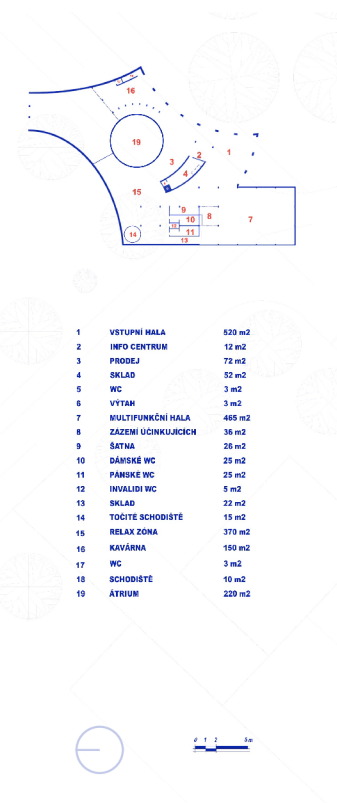 16
19
1
2
3
4
15
9
8
10
7
14
11
13
1 VSTUPNÍ HALA 520 m2
2 INFO CENTRUM 12 m2
3 PRODEJ 72 m2
4 SKLAD 52 m2
5 WC 3 m2
6 VÝTAH 3 m2
7 MULTIFUNKČNÍ HALA 465 m2
8 ZÁZEMÍ ÚČINKUJÍCÍCH 36 m2
9 ŠATNA 26 m2
10 DÁMSKÉ WC 25 m2
11 PÁNSKÉ WC 25 m2
12 INVALIDI WC 5 m2
13 SKLAD 22 m2
14 TOČITÉ SCHODIŠTĚ 15 m2
15 RELAX ZÓNA 370 m2
16 KAVÁRNA 150 m2
17 WC 3 m2
18 SCHODIŠTĚ 10 m2
19 ÁTRIUM 220 m2
0 1 2 5m